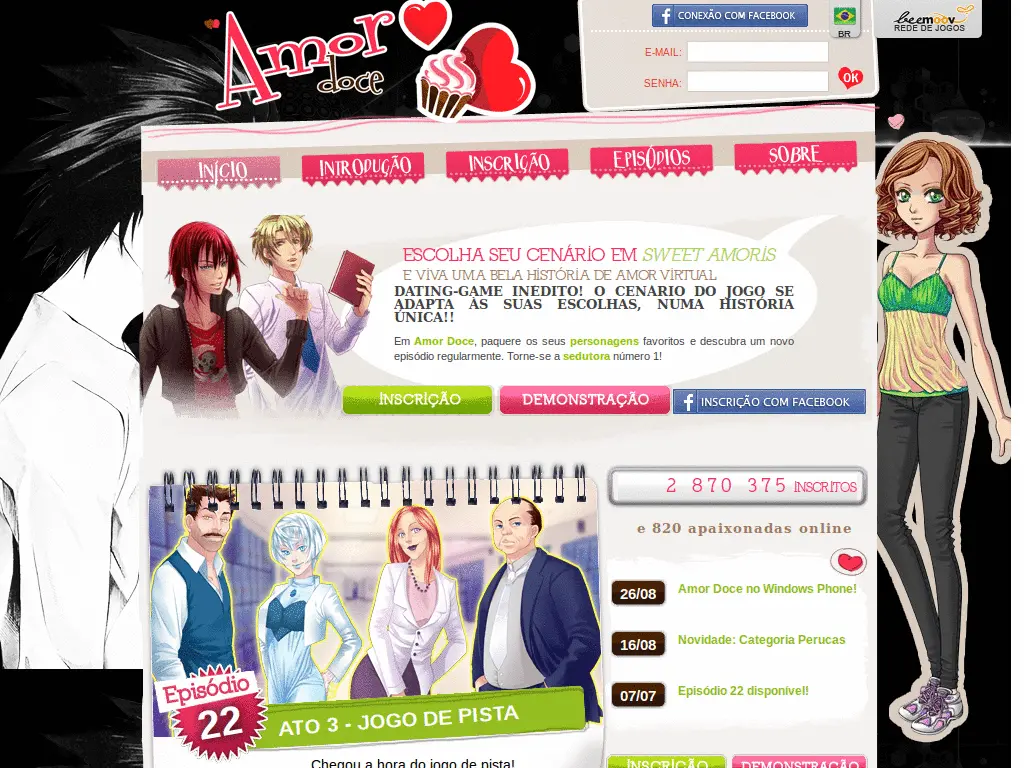 Amor
doce
CONEXÃO COM FACEBOOK
BR
beemoov
REDE DE JOGOS
E-MAIL:
SENHA:
OK
INÍCIO
INTRODUÇÃO
INSCRIÇÃO
EPISÓDIOS
SOBRE
ESCOLHA SEU CENÁRIO EM SWEET AMORIS
E VIVA UMA BELA HISTÓRIA DE AMOR VIRTUAL
DATING-GAME INEDITO! O CENARIO DO JOGO SE
ADAPTA ÀS SUAS ESCOLHAS, NUMA HISTÓRIA
ÚNICA!!
Em Amor Doce, paquere os seus personagens favoritos e descubra um novo
episódio regularmente. Torne-se a sedutora número 1!
INSCRIÇÃO
DEMONSTRAÇÃO
INSCRIÇÃO COM FACEBOOK
2 870 375 INSCRITOS
e 820 apaixonadas online
26/08 Amor Doce no Windows Phone!
16/08 Novidade: Categoria Perucas
07/07 Episódio 22 disponível!
Episódio
22
ATO 3 - JOGO DE PISTA
Chegou a hora do jogo de pista!
INSCRIÇÃO
DEMONSTRAÇÃO